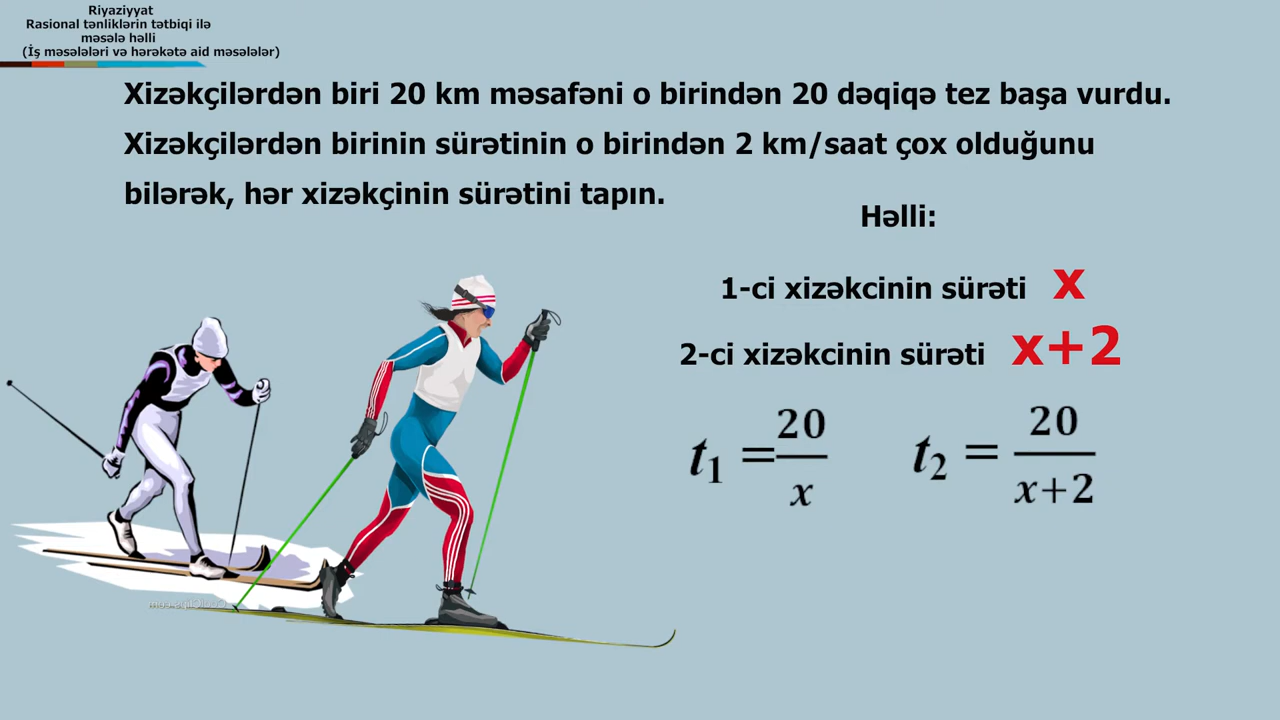 Riyaziyyat
Rasional tənliklərin tətbiqi ilə
məsələ həlli
(İş məsələləri və hərəkətə aid məsələlər)
Xizəkçilərdən biri 20 km məsafəni o birindən 20 dəqiqə tez başa vurdu.
Xizəkçilərdən birinin sürətinin o birindən 2 km/saat çox olduğunu
bilərək, hər xizəkçinin sürətini tapın.
Həlli:
1-ci xizəkcinin sürəti x
2-ci xizəkcinin sürəti x+2
t₁ = 20/x t₂ = 20/(x+2)